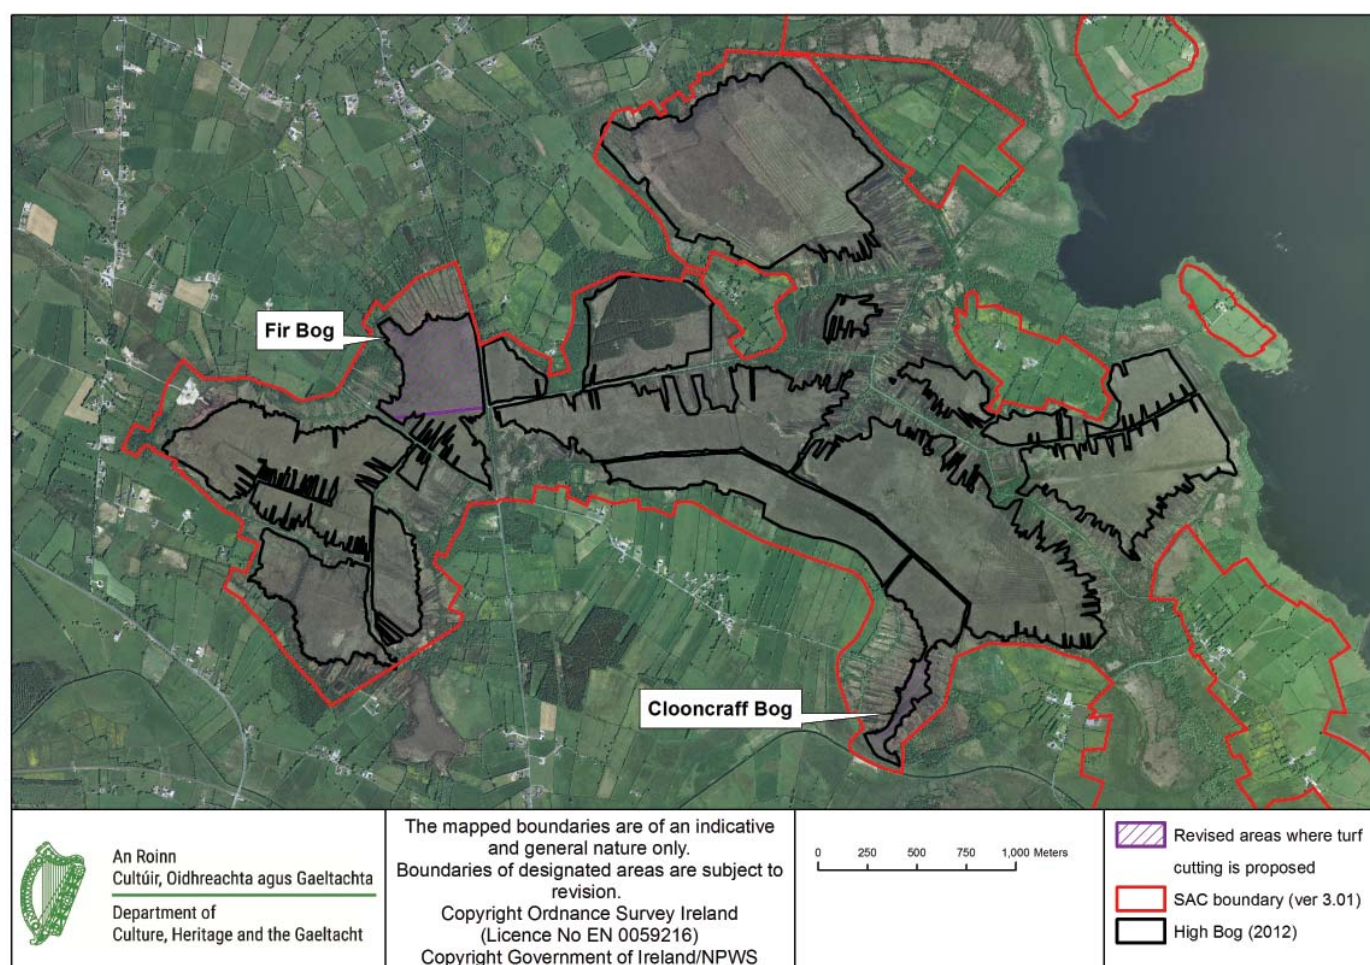 Fir Bog
Clooncraff Bog
An Roinn
Cultúir, Oidhreachta agus Gaeltachta
Department of
Culture, Heritage and the Gaeltacht
The mapped boundaries are of an indicative
and general nature only.
Boundaries of designated areas are subject to
revision.
Copyright Ordnance Survey Ireland
(Licence No EN 0059216)
Copyright Government of Ireland/NPWS
0 250 500 750 1,000 Meters
Revised areas where turf
cutting is proposed
SAC boundary (ver 3.01)
High Bog (2012)